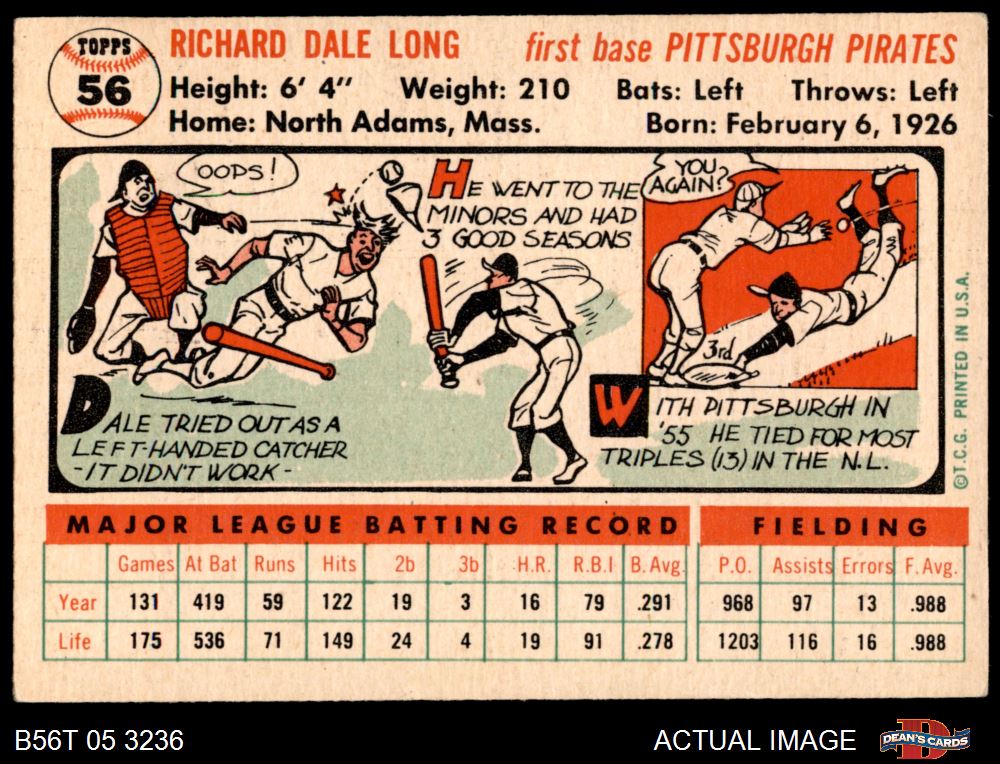 TOPPS
56
RICHARD DALE LONG first base PITTSBURGH PIRATES
Height: 6' 4" Weight: 210 Bats: Left Throws: Left
Home: North Adams, Mass. Born: February 6, 1926
OOPS!
DALE TRIED OUT AS A
LEFT-HANDED CATCHER
-IT DIDN'T WORK-
HE WENT TO THE
MINORS AND HAD
3 GOOD SEASONS
YOU
AGAIN?
3rd
WITH PITTSBURGH IN
'55 HE TIED FOR MOST
TRIPLES (13) IN THE N.L.
©T.C.G. PRINTED IN U.S.A.
MAJOR LEAGUE BATTING RECORD FIELDING
Games At Bat Runs Hits 2b 3b H.R. R.B.I B. Avg. P.O. Assists Errors F. Avg.
Year 131 419 59 122 19 3 16 79 .291 968 97 13 .988
Life 175 536 71 149 24 4 19 91 .278 1203 116 16 .988
B56T 05 3236 ACTUAL IMAGE
D
DEAN'S CARDS